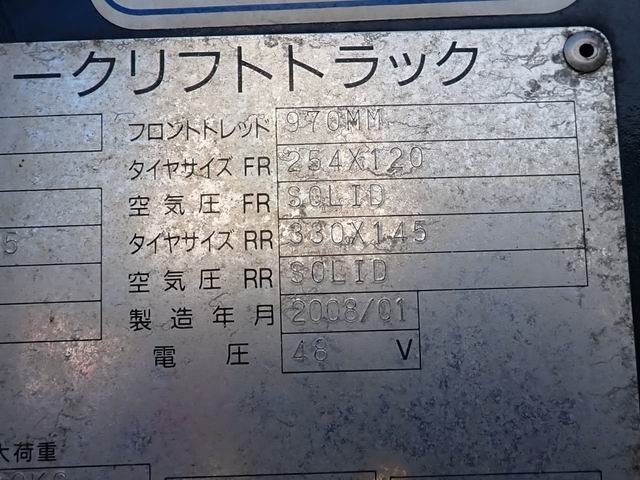 ークリフトトラック
フロントトレッド 970MM
タイヤサイズ FR 254X120
空気圧 FR SOLID
5 タイヤサイズ RR 330X145
空気圧 RR SOLID
製造年月 2008/01
電圧 48 V
大荷重